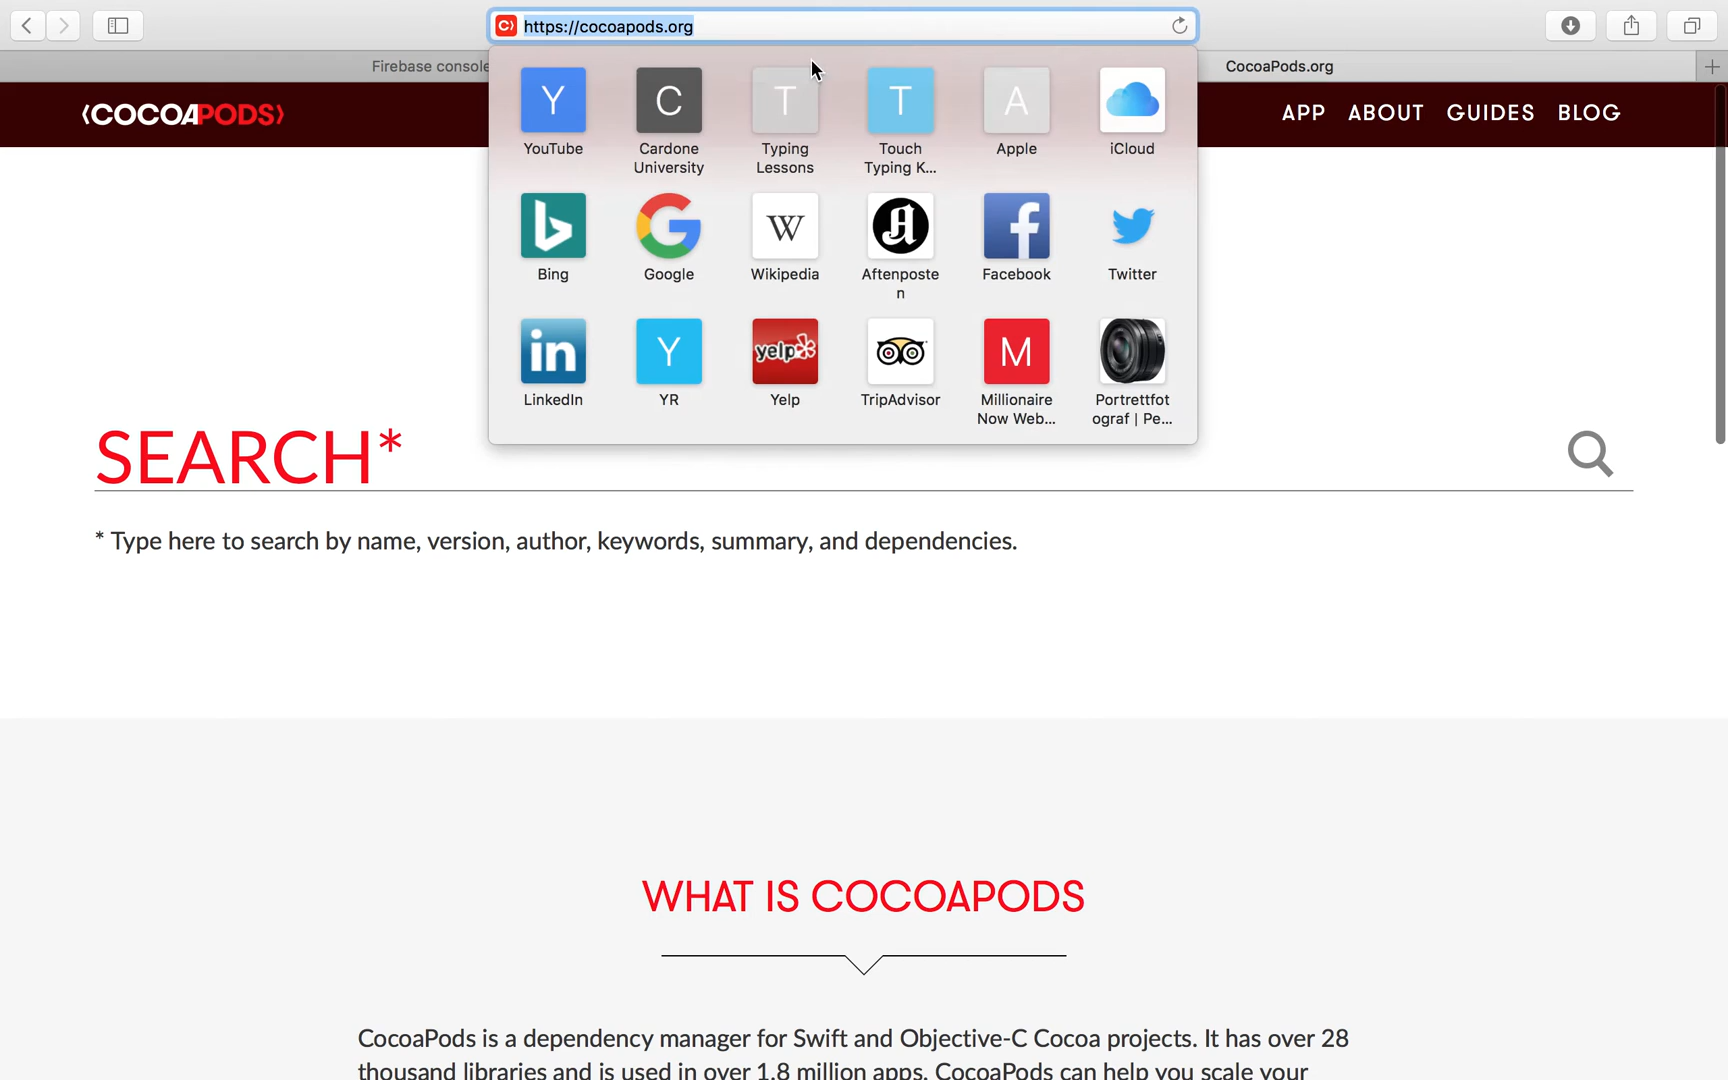 https://cocoapods.org
Firebase console
CocoaPods.org
COCOAPODS
APP ABOUT GUIDES BLOG
Y C T T A
YouTube
Cardone
University
Typing
Lessons
Touch
Typing K...
Apple
iCloud
b G W A f
Bing
Google
Wikipedia
Aftenposte
n
Facebook
Twitter
in Y yelp M
LinkedIn
YR
Yelp
TripAdvisor
Millionaire
Now Web...
Portrettfot
ograf | Pe...
SEARCH*
* Type here to search by name, version, author, keywords, summary, and dependencies.
WHAT IS COCOAPODS
CocoaPods is a dependency manager for Swift and Objective-C Cocoa projects. It has over 28
thousand libraries and is used in over 1.8 million apps. CocoaPods can help you scale your